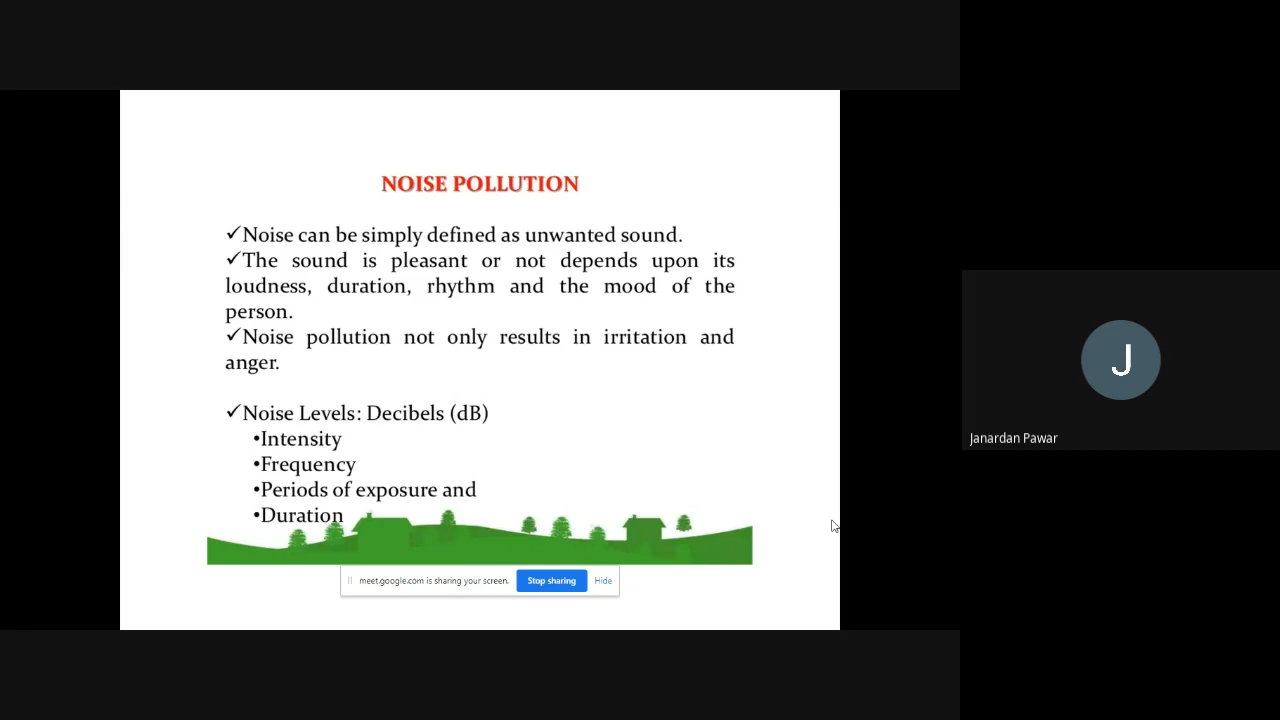 NOISE POLLUTION
✓Noise can be simply defined as unwanted sound.
✓The sound is pleasant or not depends upon its
loudness, duration, rhythm and the mood of the
person.
✓Noise pollution not only results in irritation and
anger.
✓Noise Levels: Decibels (dB)
•Intensity
•Frequency
•Periods of exposure and
•Duration
meet.google.com is sharing your screen.
Stop sharing
Hide
J
Janardan Pawar